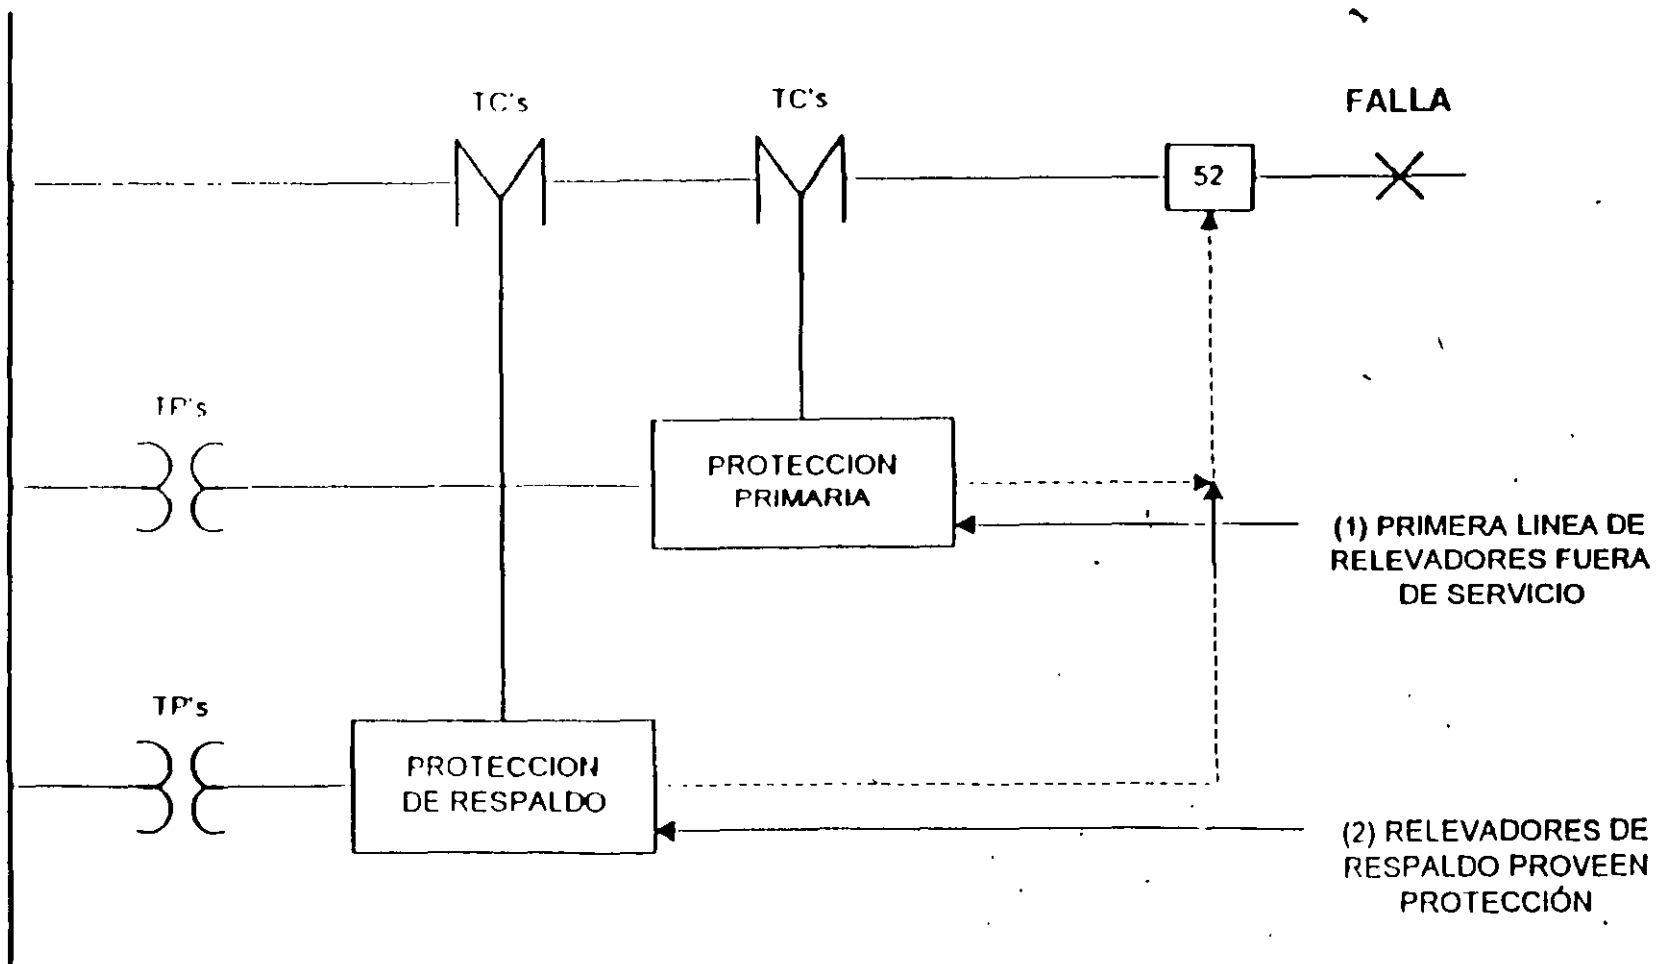 TC's
TC's
FALLA
52
TP's
PROTECCION
PRIMARIA
(1) PRIMERA LINEA DE
RELEVADORES FUERA
DE SERVICIO
TP's
PROTECCION
DE RESPALDO
(2) RELEVADORES DE
RESPALDO PROVEEN
PROTECCIÓN